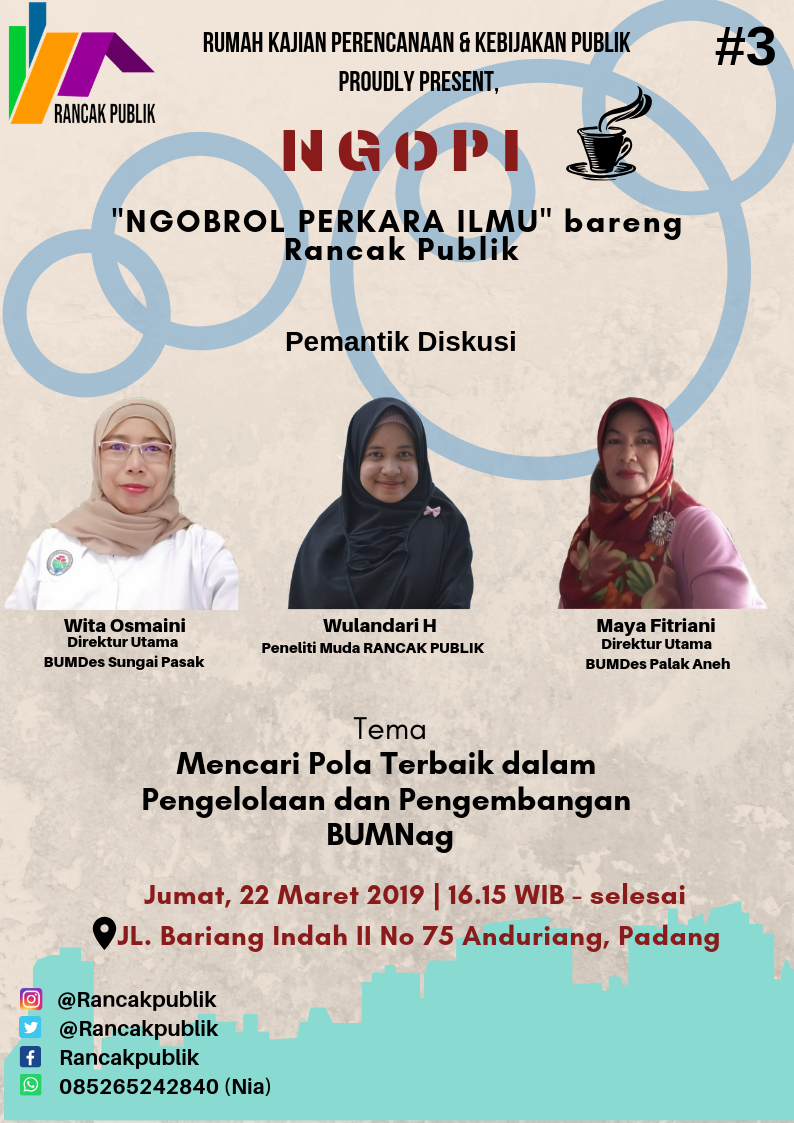 RANCAK PUBLIK
RUMAH KAJIAN PERENCANAAN & KEBIJAKAN PUBLIK
PROUDLY PRESENT,
#3
NGOPI
"NGOBROL PERKARA ILMU" bareng
Rancak Publik
Pemantik Diskusi
Wita Osmaini
Direktur Utama
BUMDes Sungai Pasak
Wulandari H
Peneliti Muda RANCAK PUBLIK
Maya Fitriani
Direktur Utama
BUMDes Palak Aneh
Tema
Mencari Pola Terbaik dalam
Pengelolaan dan Pengembangan
BUMNag
Jumat, 22 Maret 2019 | 16.15 WIB - selesai
JL. Bariang Indah II No 75 Anduriang, Padang
@Rancakpublik
@Rancakpublik
Rancakpublik
085265242840 (Nia)